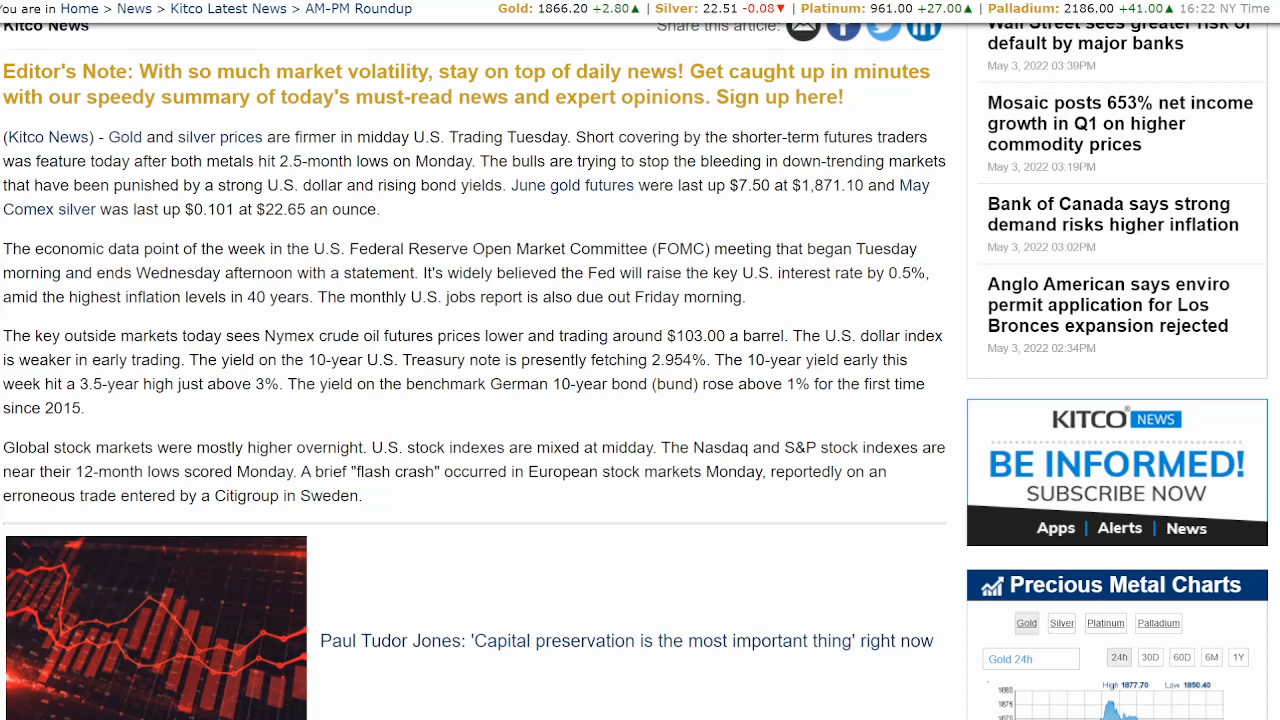 You are in Home > News > Kitco Latest News > AM-PM Roundup
Gold: 1866.20 +2.80▲ | Silver: 22.51 -0.08▼ | Platinum: 961.00 +27.00▲ | Palladium: 2186.00 +41.00▲ 16:22 NY Time
Kitco News
Share this article:
Editor's Note: With so much market volatility, stay on top of daily news! Get caught up in minutes
with our speedy summary of today's must-read news and expert opinions. Sign up here!
(Kitco News) - Gold and silver prices are firmer in midday U.S. Trading Tuesday. Short covering by the shorter-term futures traders
was feature today after both metals hit 2.5-month lows on Monday. The bulls are trying to stop the bleeding in down-trending markets
that have been punished by a strong U.S. dollar and rising bond yields. June gold futures were last up $7.50 at $1,871.10 and May
Comex silver was last up $0.101 at $22.65 an ounce.
The economic data point of the week in the U.S. Federal Reserve Open Market Committee (FOMC) meeting that began Tuesday
morning and ends Wednesday afternoon with a statement. It's widely believed the Fed will raise the key U.S. interest rate by 0.5%,
amid the highest inflation levels in 40 years. The monthly U.S. jobs report is also due out Friday morning.
The key outside markets today sees Nymex crude oil futures prices lower and trading around $103.00 a barrel. The U.S. dollar index
is weaker in early trading. The yield on the 10-year U.S. Treasury note is presently fetching 2.954%. The 10-year yield early this
week hit a 3.5-year high just above 3%. The yield on the benchmark German 10-year bond (bund) rose above 1% for the first time
since 2015.
Global stock markets were mostly higher overnight. U.S. stock indexes are mixed at midday. The Nasdaq and S&P stock indexes are
near their 12-month lows scored Monday. A brief "flash crash" occurred in European stock markets Monday, reportedly on an
erroneous trade entered by a Citigroup in Sweden.
Paul Tudor Jones: 'Capital preservation is the most important thing' right now
Wall Street sees greater risk of
default by major banks
May 3, 2022 03:39PM
Mosaic posts 653% net income
growth in Q1 on higher
commodity prices
May 3, 2022 03:19PM
Bank of Canada says strong
demand risks higher inflation
May 3, 2022 03:02PM
Anglo American says enviro
permit application for Los
Bronces expansion rejected
May 3, 2022 02:34PM
KITCO® NEWS
BE INFORMED!
SUBSCRIBE NOW
Apps | Alerts | News
Precious Metal Charts
Gold Silver Platinum Palladium
Gold 24h 24h 30D 60D 6M 1Y
High 1877.70 Low 1850.40
1880
1875
1870